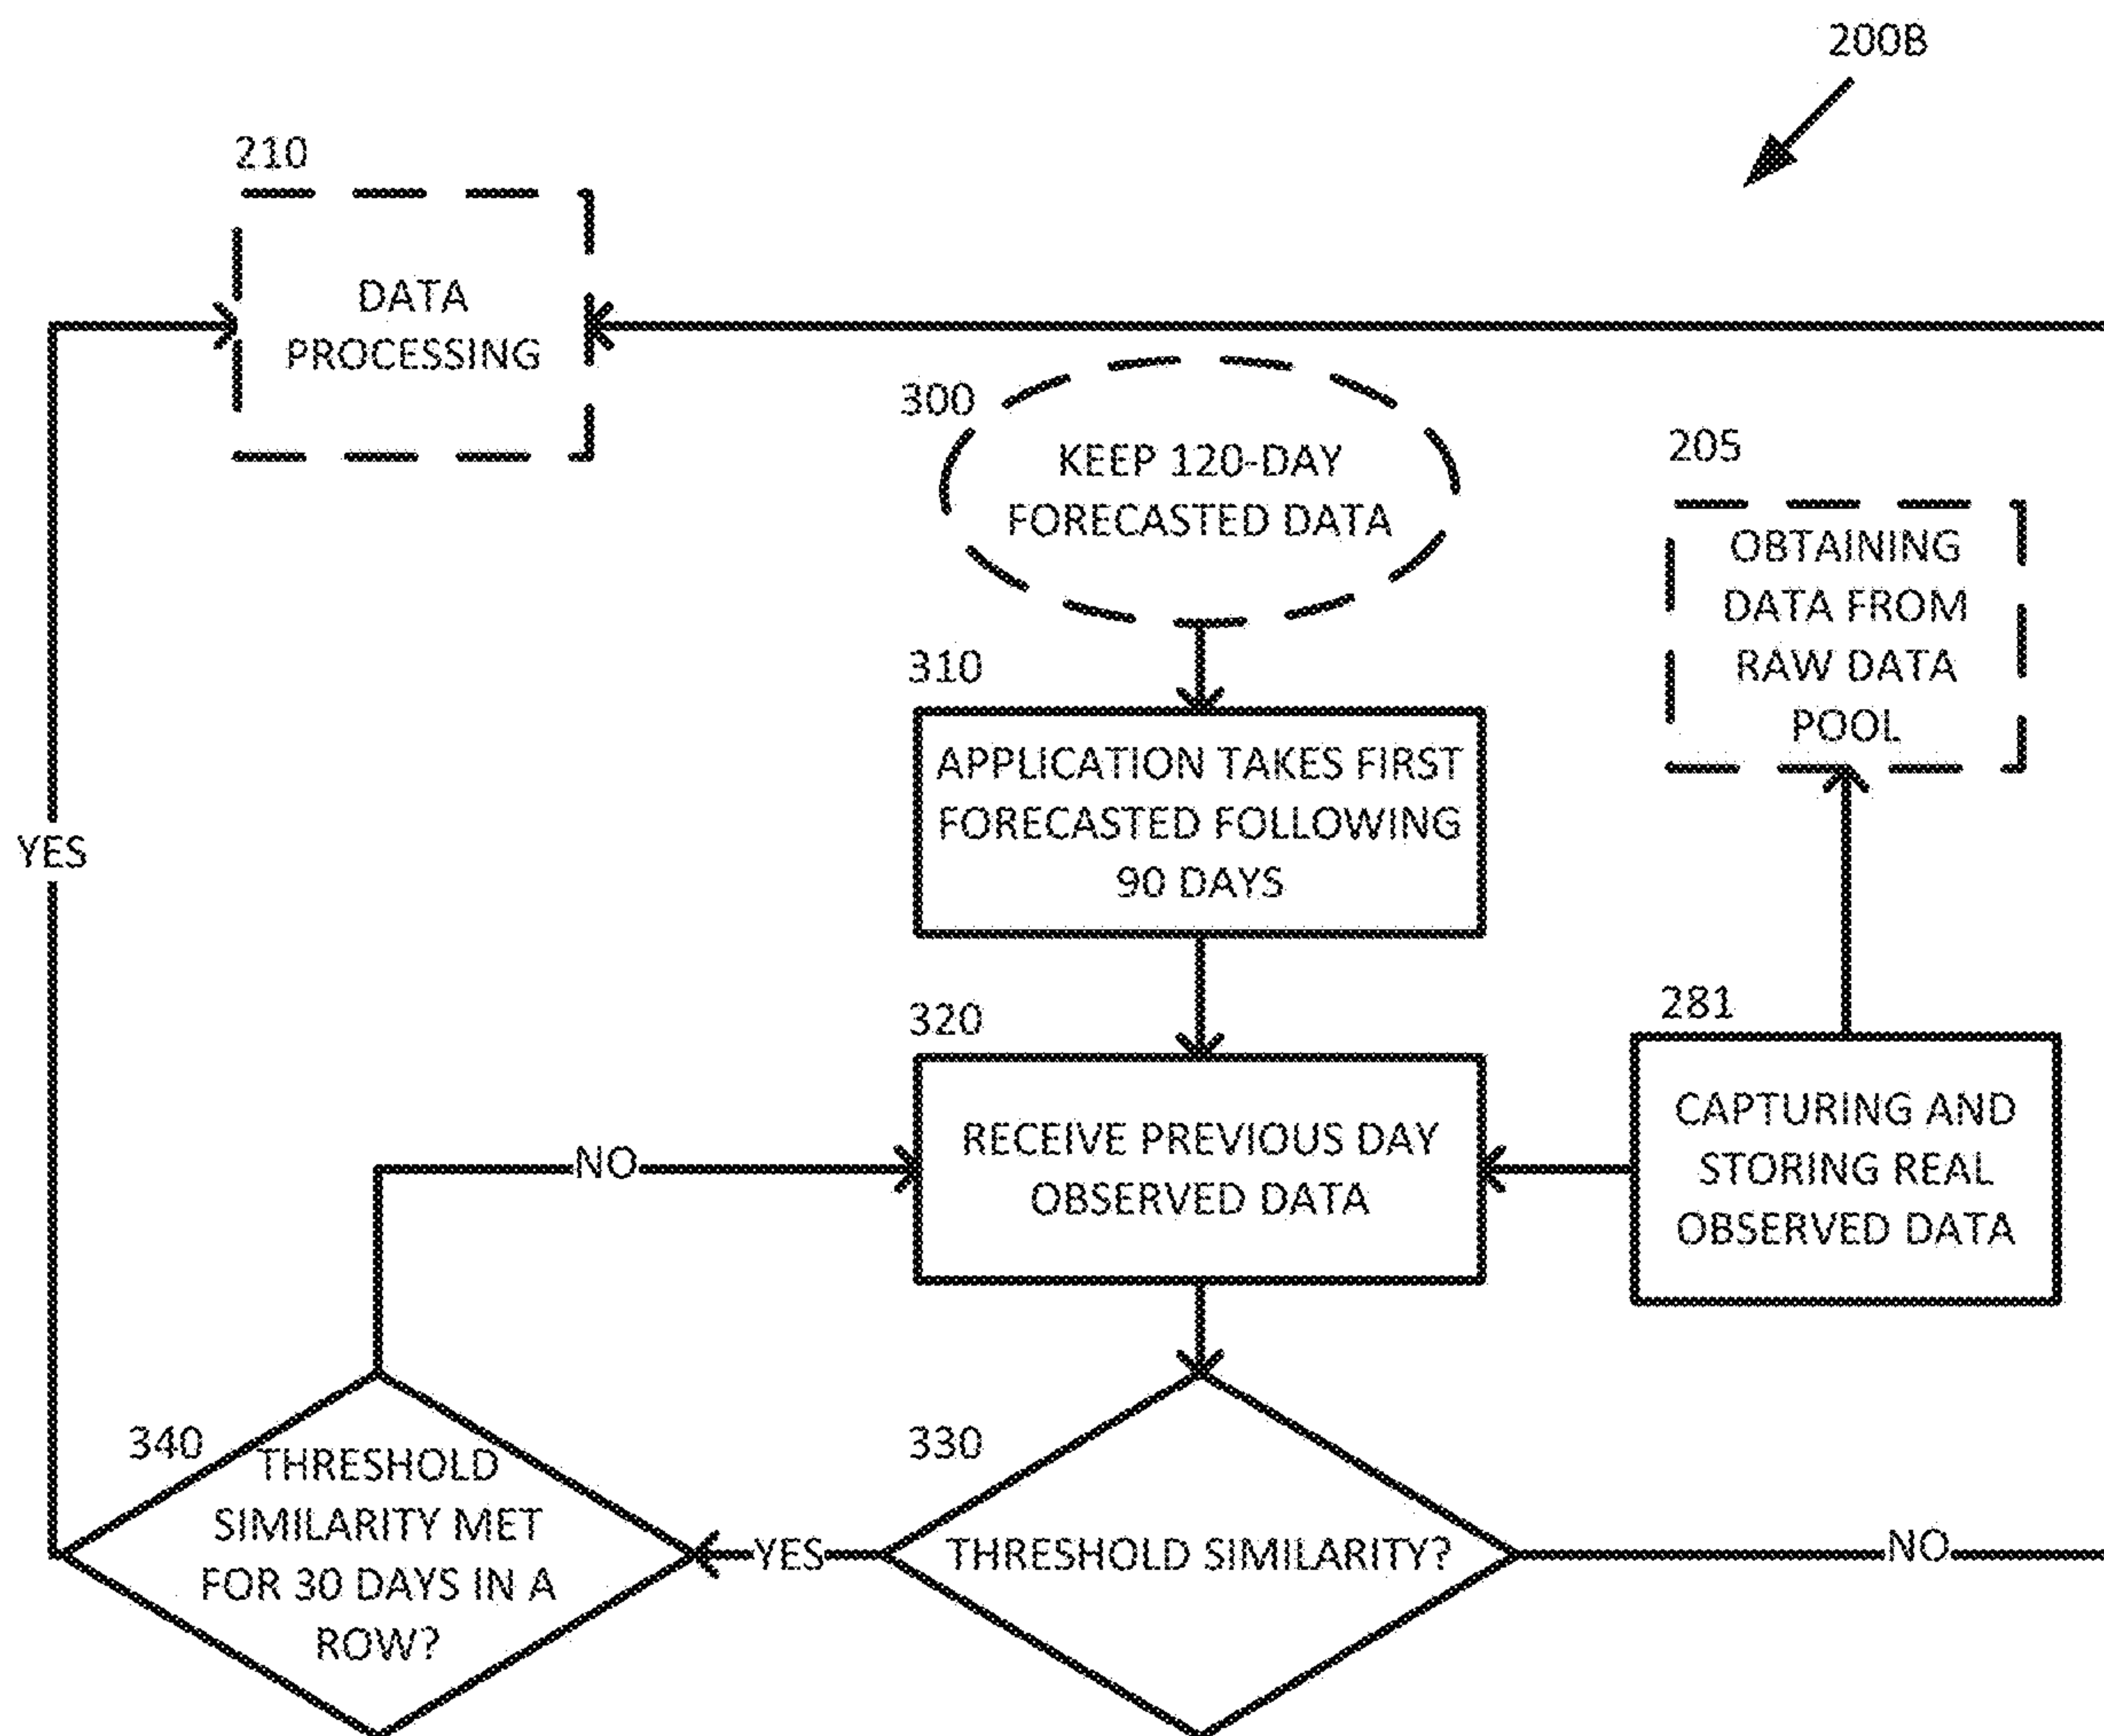 200B
210
DATA
PROCESSING
300
KEEP 120-DAY
FORECASTED DATA
205
OBTAINING
DATA FROM
RAW DATA
POOL
310
APPLICATION TAKES FIRST
FORECASTED FOLLOWING
90 DAYS
YES
320
RECEIVE PREVIOUS DAY
OBSERVED DATA
281
CAPTURING AND
STORING REAL
OBSERVED DATA
NO
340
THRESHOLD
SIMILARITY MET
FOR 30 DAYS IN A
ROW?
YES
330
THRESHOLD SIMILARITY?
NO